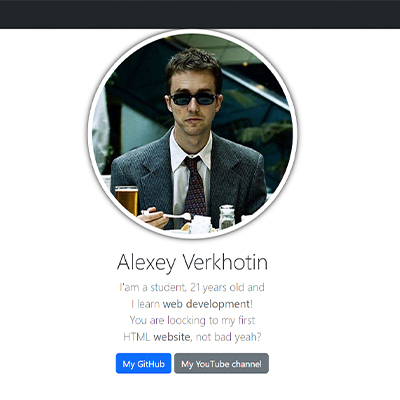 Alexey Verkhotin
I'am a student, 21 years old and
I learn web development!
You are loocking to my first
HTML website, not bad yeah?
My GitHub My YouTube channel